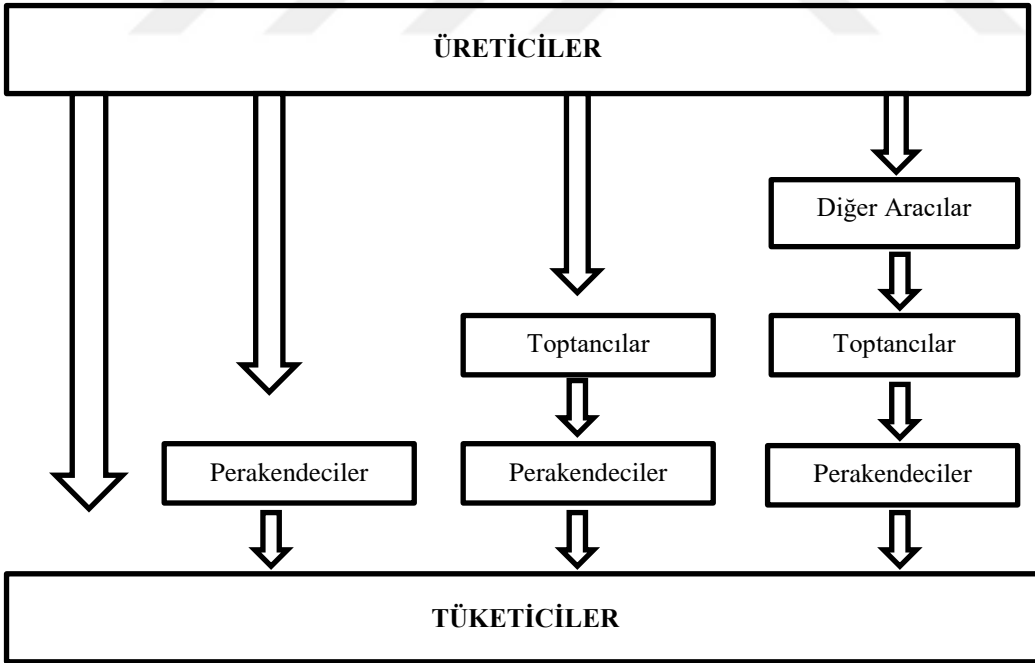 ÜRETİCİLER
Diğer Aracılar
Toptancılar
Toptancılar
Perakendeciler
Perakendeciler
Perakendeciler
TÜKETİCİLER